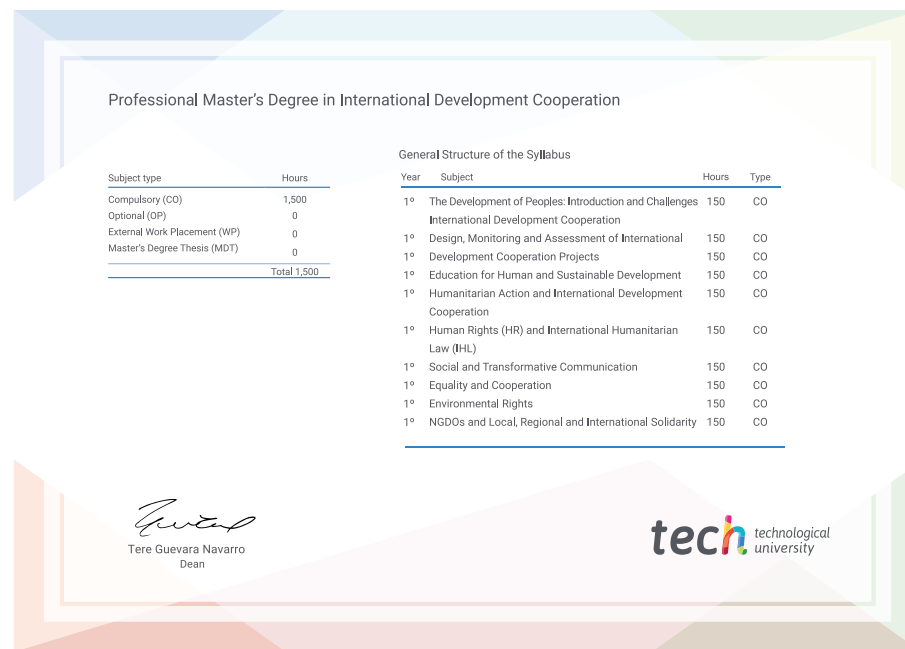 Professional Master's Degree in International Development Cooperation
General Structure of the Syllabus
Subject type Hours
Compulsory (CO) 1,500
Optional (OP) 0
External Work Placement (WP) 0
Master's Degree Thesis (MDT) 0
Total 1,500
Year Subject Hours Type
1º The Development of Peoples: Introduction and Challenges 150 CO
International Development Cooperation
1º Design, Monitoring and Assessment of International 150 CO
1º Development Cooperation Projects 150 CO
1º Education for Human and Sustainable Development 150 CO
1º Humanitarian Action and International Development 150 CO
Cooperation
1º Human Rights (HR) and International Humanitarian 150 CO
Law (IHL)
1º Social and Transformative Communication 150 CO
1º Equality and Cooperation 150 CO
1º Environmental Rights 150 CO
1º NGDOs and Local, Regional and International Solidarity 150 CO
Tere Guevara Navarro
Dean
tech technological
university